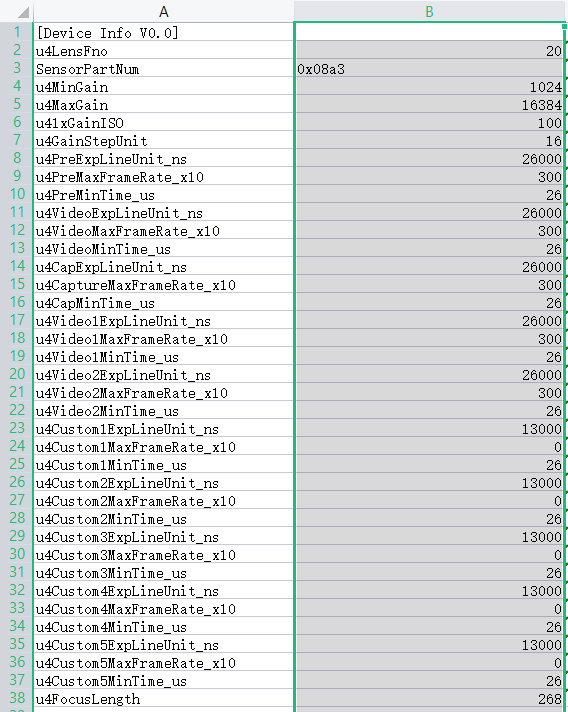 A B
1 [Device Info V0.0]
2 u4LensFno 20
3 SensorPartNum 0x08a3
4 u4MinGain 1024
5 u4MaxGain 16384
6 u41xGainISO 100
7 u4GainStepUnit 16
8 u4PreExpLineUnit_ns 26000
9 u4PreMaxFrameRate_x10 300
10 u4PreMinTime_us 26
11 u4VideoExpLineUnit_ns 26000
12 u4VideoMaxFrameRate_x10 300
13 u4VideoMinTime_us 26
14 u4CapExpLineUnit_ns 26000
15 u4CaptureMaxFrameRate_x10 300
16 u4CapMinTime_us 26
17 u4Video1ExpLineUnit_ns 26000
18 u4Video1MaxFrameRate_x10 300
19 u4Video1MinTime_us 26
20 u4Video2ExpLineUnit_ns 26000
21 u4Video2MaxFrameRate_x10 300
22 u4Video2MinTime_us 26
23 u4Custom1ExpLineUnit_ns 13000
24 u4Custom1MaxFrameRate_x10 0
25 u4Custom1MinTime_us 26
26 u4Custom2ExpLineUnit_ns 13000
27 u4Custom2MaxFrameRate_x10 0
28 u4Custom2MinTime_us 26
29 u4Custom3ExpLineUnit_ns 13000
30 u4Custom3MaxFrameRate_x10 0
31 u4Custom3MinTime_us 26
32 u4Custom4ExpLineUnit_ns 13000
33 u4Custom4MaxFrameRate_x10 0
34 u4Custom4MinTime_us 26
35 u4Custom5ExpLineUnit_ns 13000
36 u4Custom5MaxFrameRate_x10 0
37 u4Custom5MinTime_us 26
38 u4FocusLength 268